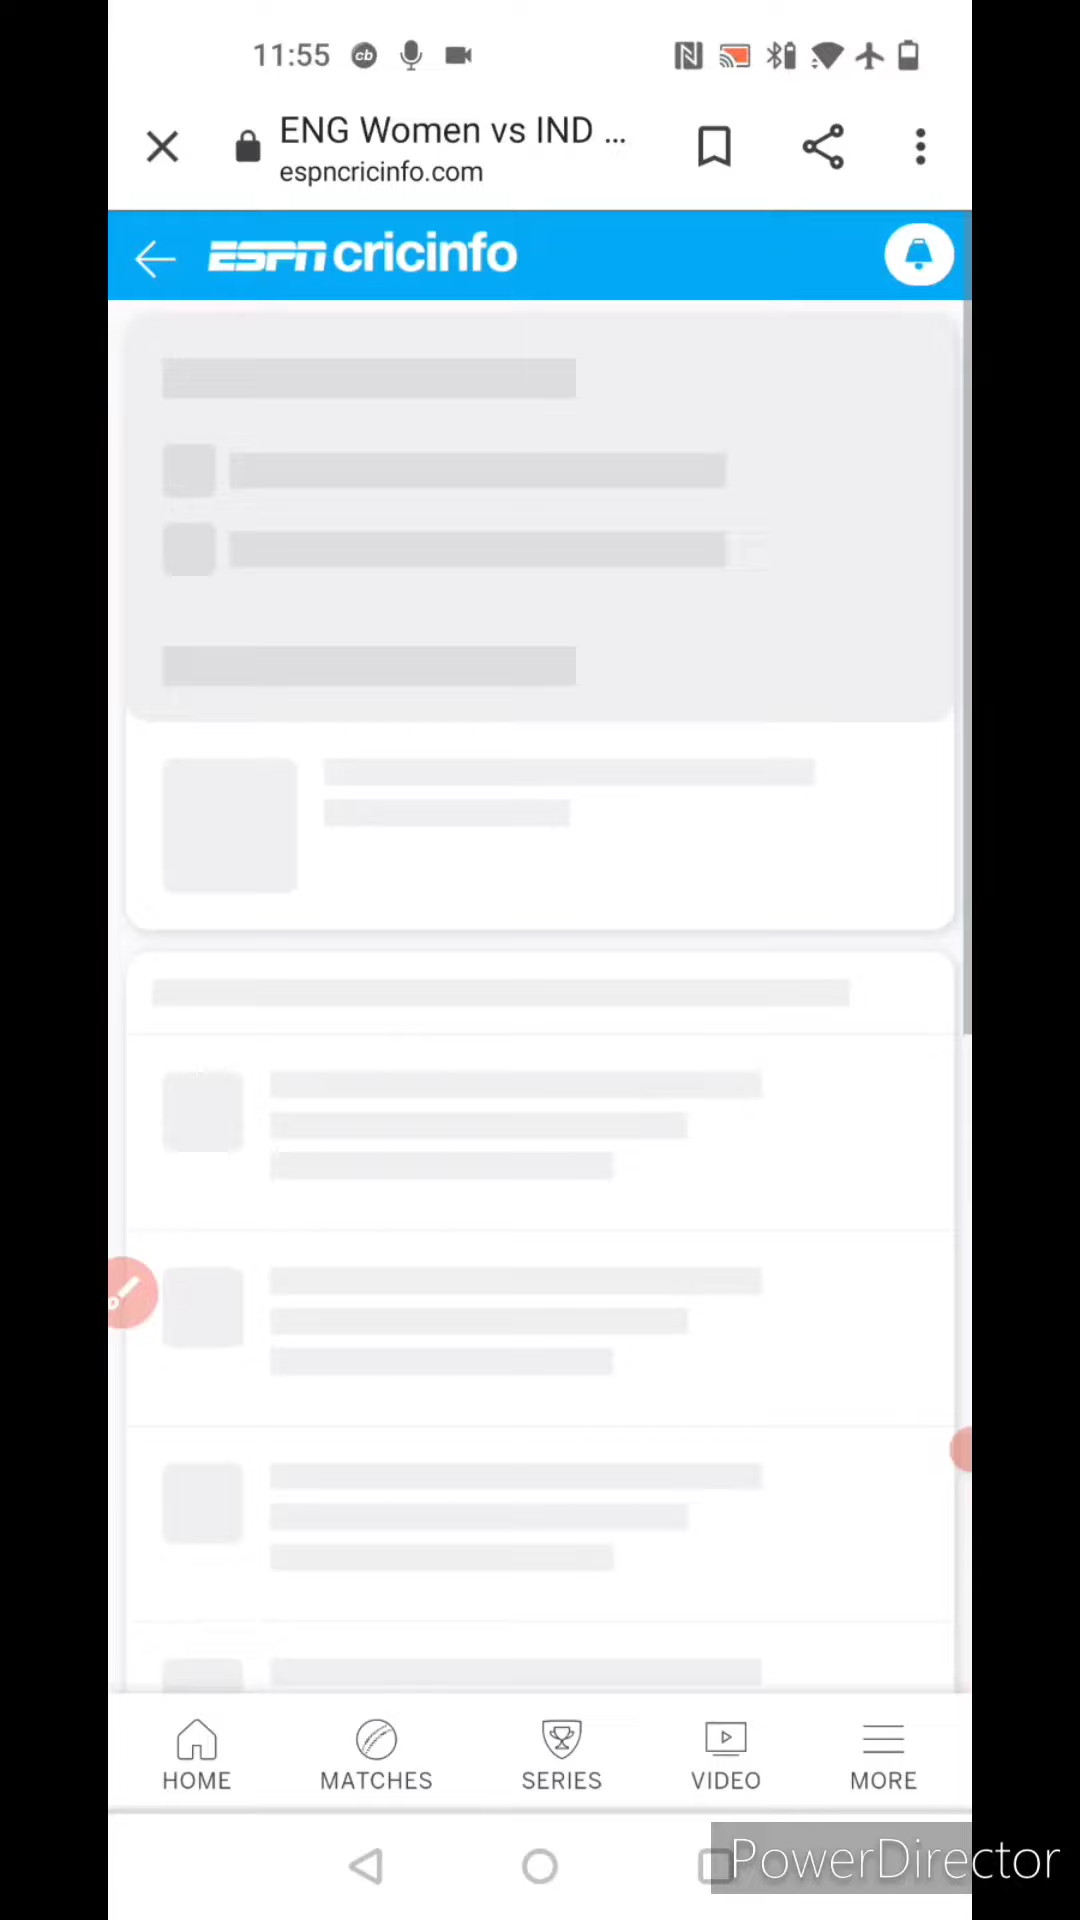 11:55
ENG Women vs IND ...
espncricinfo.com
ESPN cricinfo
HOME
MATCHES
SERIES
VIDEO
MORE
PowerDirector